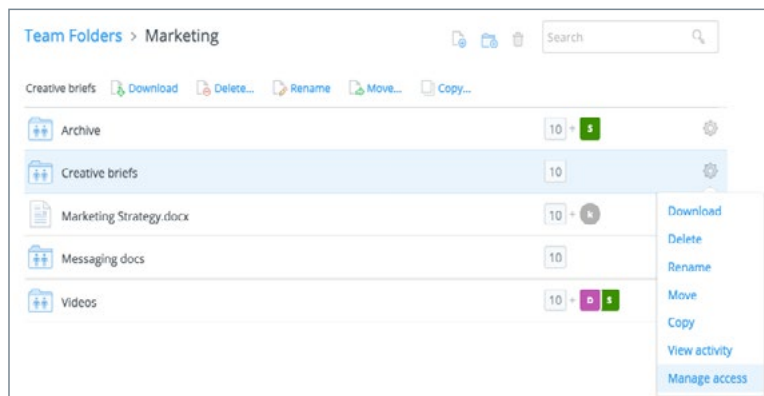 Team Folders > Marketing
Search
Creative briefs Download Delete... Rename Move... Copy...
Archive 10 + S
Creative briefs 10
Marketing Strategy.docx 10 + k
Messaging docs 10
Videos 10 + D S
Download
Delete
Rename
Move
Copy
View activity
Manage access